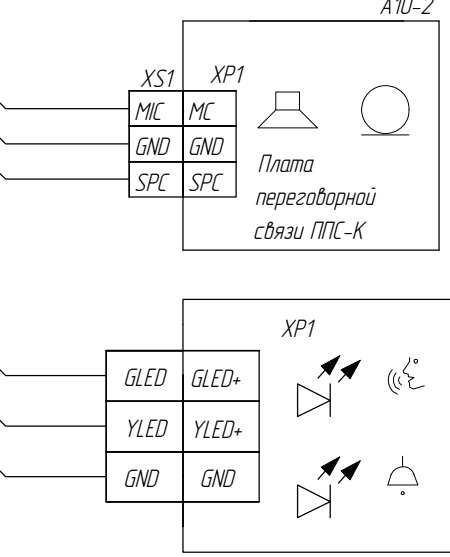 A10-2
XS1 XP1
MIC MC
GND GND
SPC SPC
Плата
переговорной
связи ППС-К
XP1
GLED GLED+
YLED YLED+
GND GND